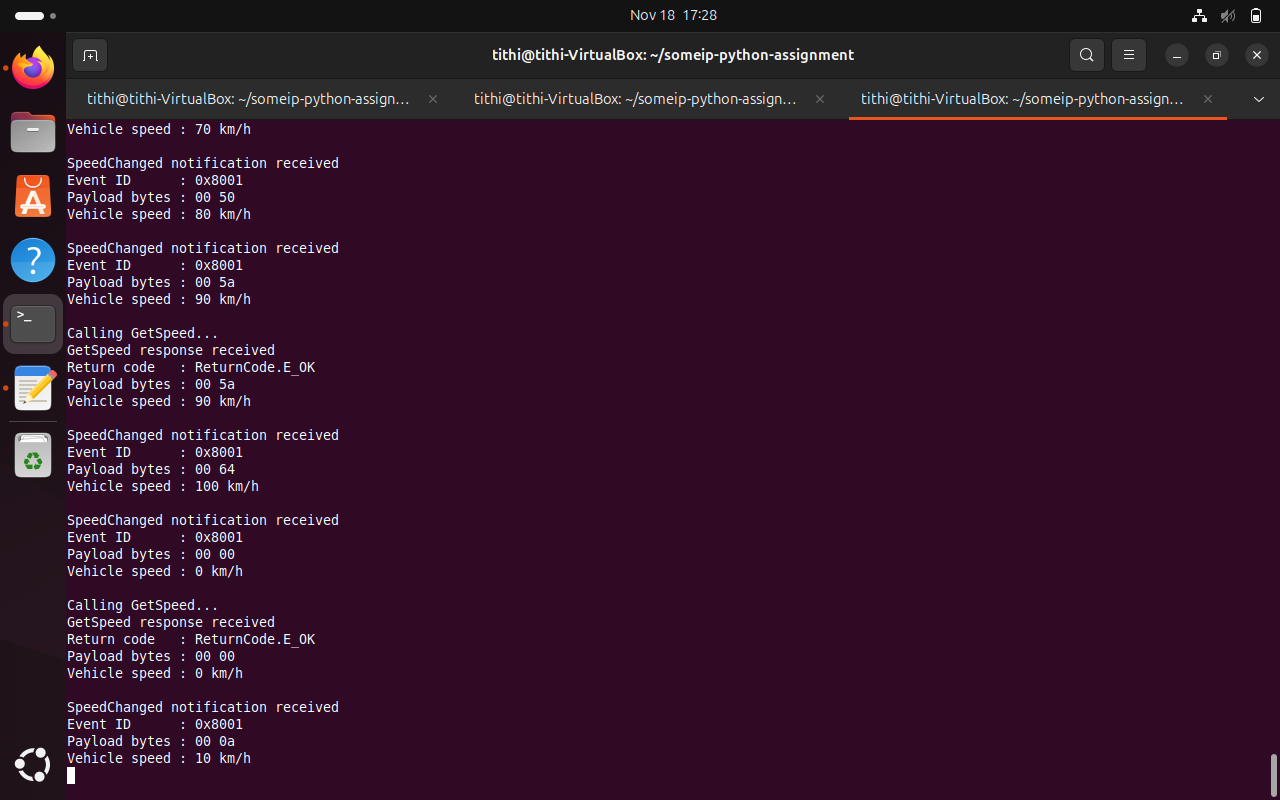 Nov 18 17:28
tithi@tithi-VirtualBox: ~/someip-python-assignment
tithi@tithi-VirtualBox: ~/someip-python-assign...
tithi@tithi-VirtualBox: ~/someip-python-assign...
tithi@tithi-VirtualBox: ~/someip-python-assign...
Vehicle speed : 70 km/h
SpeedChanged notification received
Event ID      : 0x8001
Payload bytes : 00 50
Vehicle speed : 80 km/h
SpeedChanged notification received
Event ID      : 0x8001
Payload bytes : 00 5a
Vehicle speed : 90 km/h
Calling GetSpeed...
GetSpeed response received
Return code   : ReturnCode.E_OK
Payload bytes : 00 5a
Vehicle speed : 90 km/h
SpeedChanged notification received
Event ID      : 0x8001
Payload bytes : 00 64
Vehicle speed : 100 km/h
SpeedChanged notification received
Event ID      : 0x8001
Payload bytes : 00 00
Vehicle speed : 0 km/h
Calling GetSpeed...
GetSpeed response received
Return code   : ReturnCode.E_OK
Payload bytes : 00 00
Vehicle speed : 0 km/h
SpeedChanged notification received
Event ID      : 0x8001
Payload bytes : 00 0a
Vehicle speed : 10 km/h